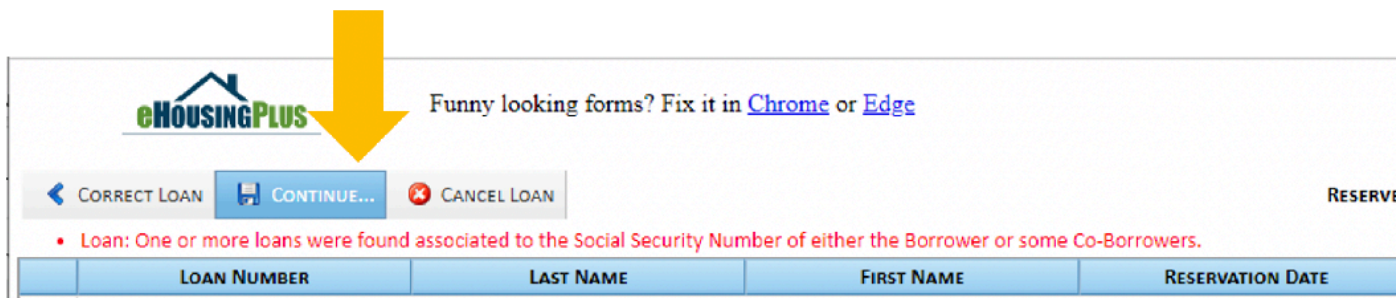 eHousingPlus
Funny looking forms? Fix it in Chrome or Edge
Correct Loan Continue... Cancel Loan Reserve
• Loan: One or more loans were found associated to the Social Security Number of either the Borrower or some Co-Borrowers.
Loan Number Last Name First Name Reservation Date